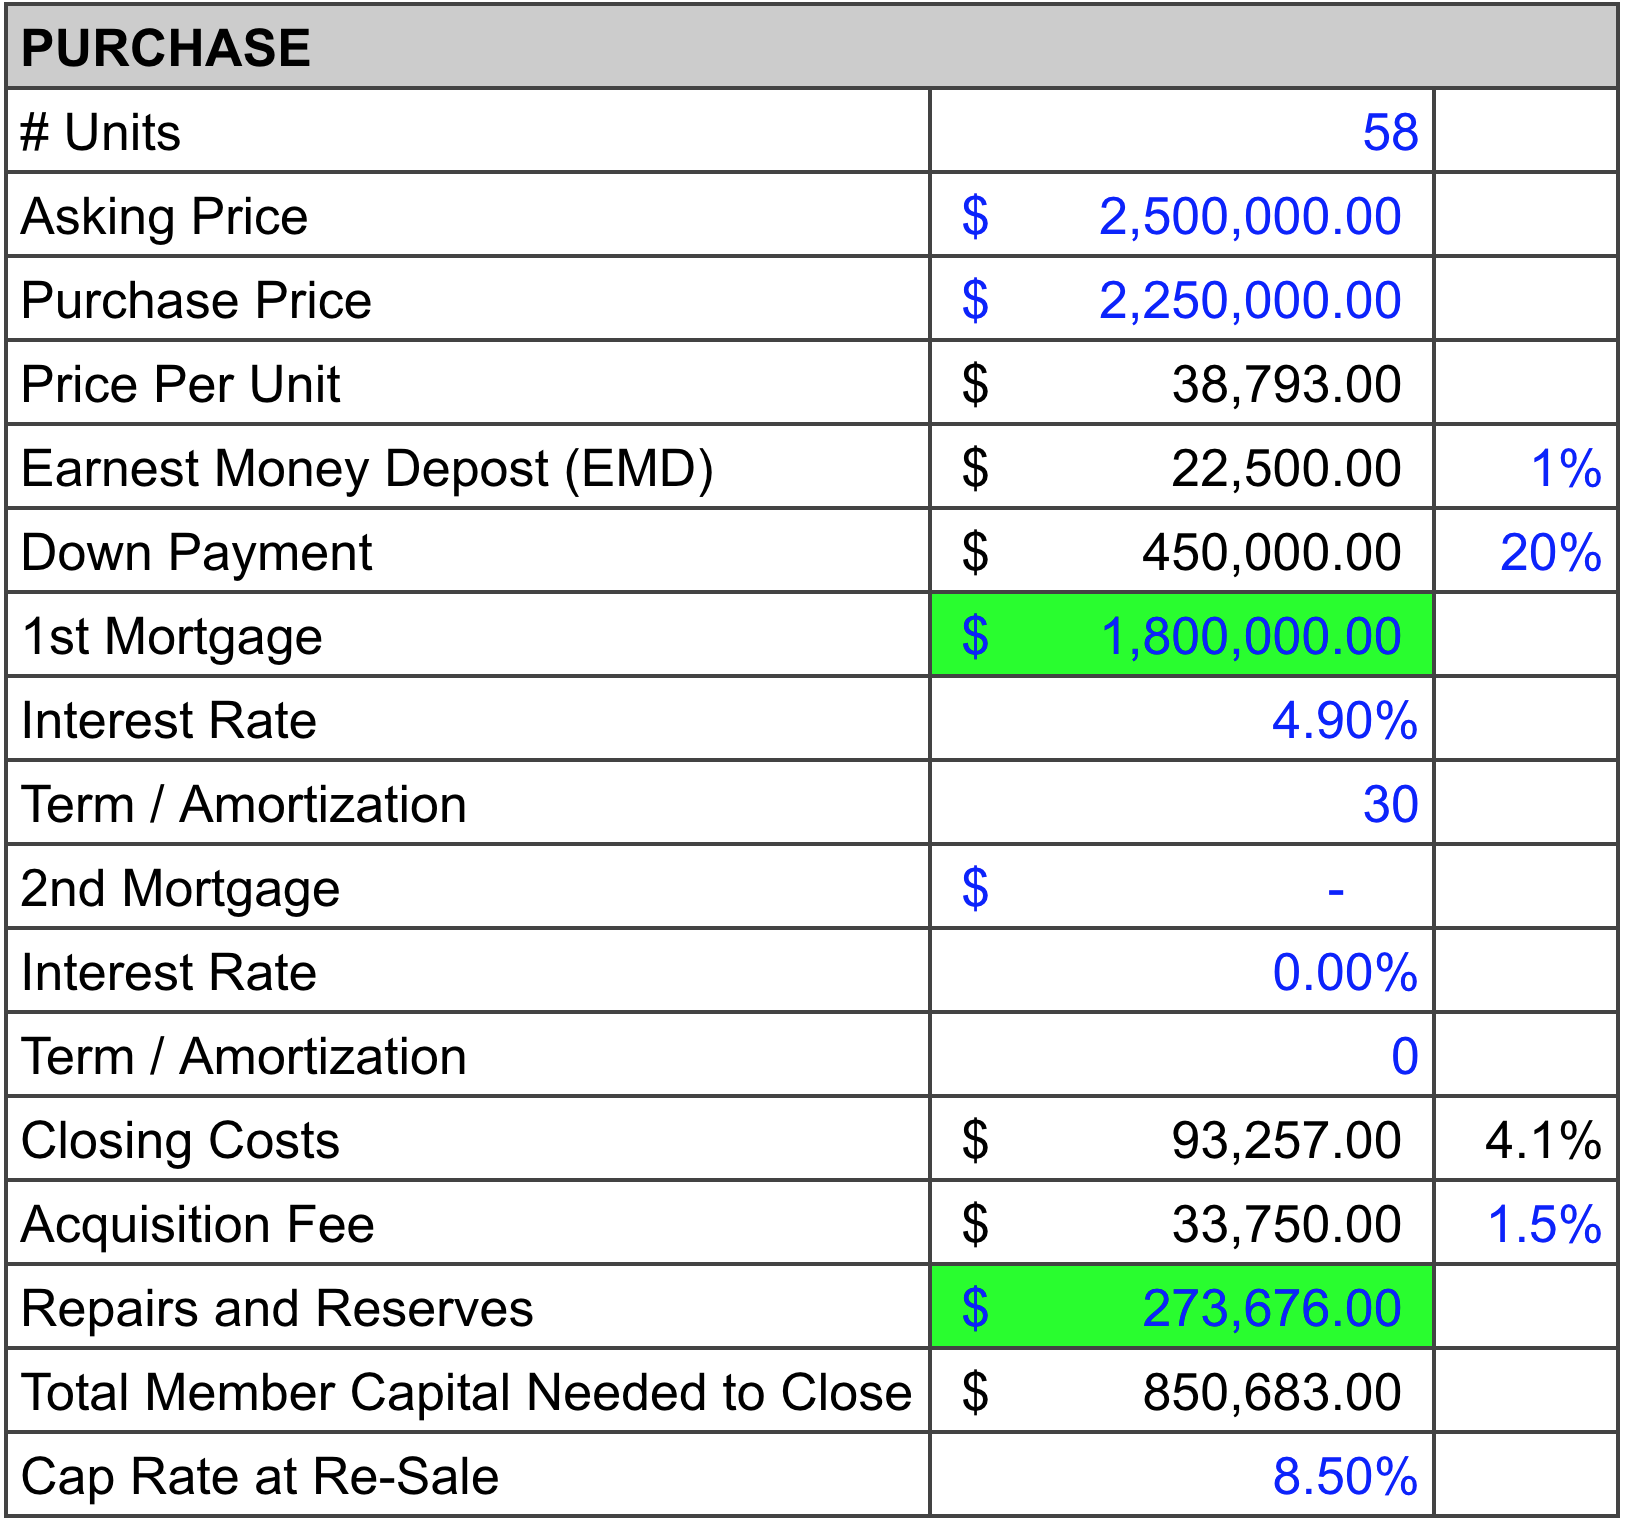 PURCHASE
# Units 58
Asking Price $ 2,500,000.00
Purchase Price $ 2,250,000.00
Price Per Unit $ 38,793.00
Earnest Money Depost (EMD) $ 22,500.00 1%
Down Payment $ 450,000.00 20%
1st Mortgage $ 1,800,000.00
Interest Rate 4.90%
Term / Amortization 30
2nd Mortgage $ -
Interest Rate 0.00%
Term / Amortization 0
Closing Costs $ 93,257.00 4.1%
Acquisition Fee $ 33,750.00 1.5%
Repairs and Reserves $ 273,676.00
Total Member Capital Needed to Close $ 850,683.00
Cap Rate at Re-Sale 8.50%